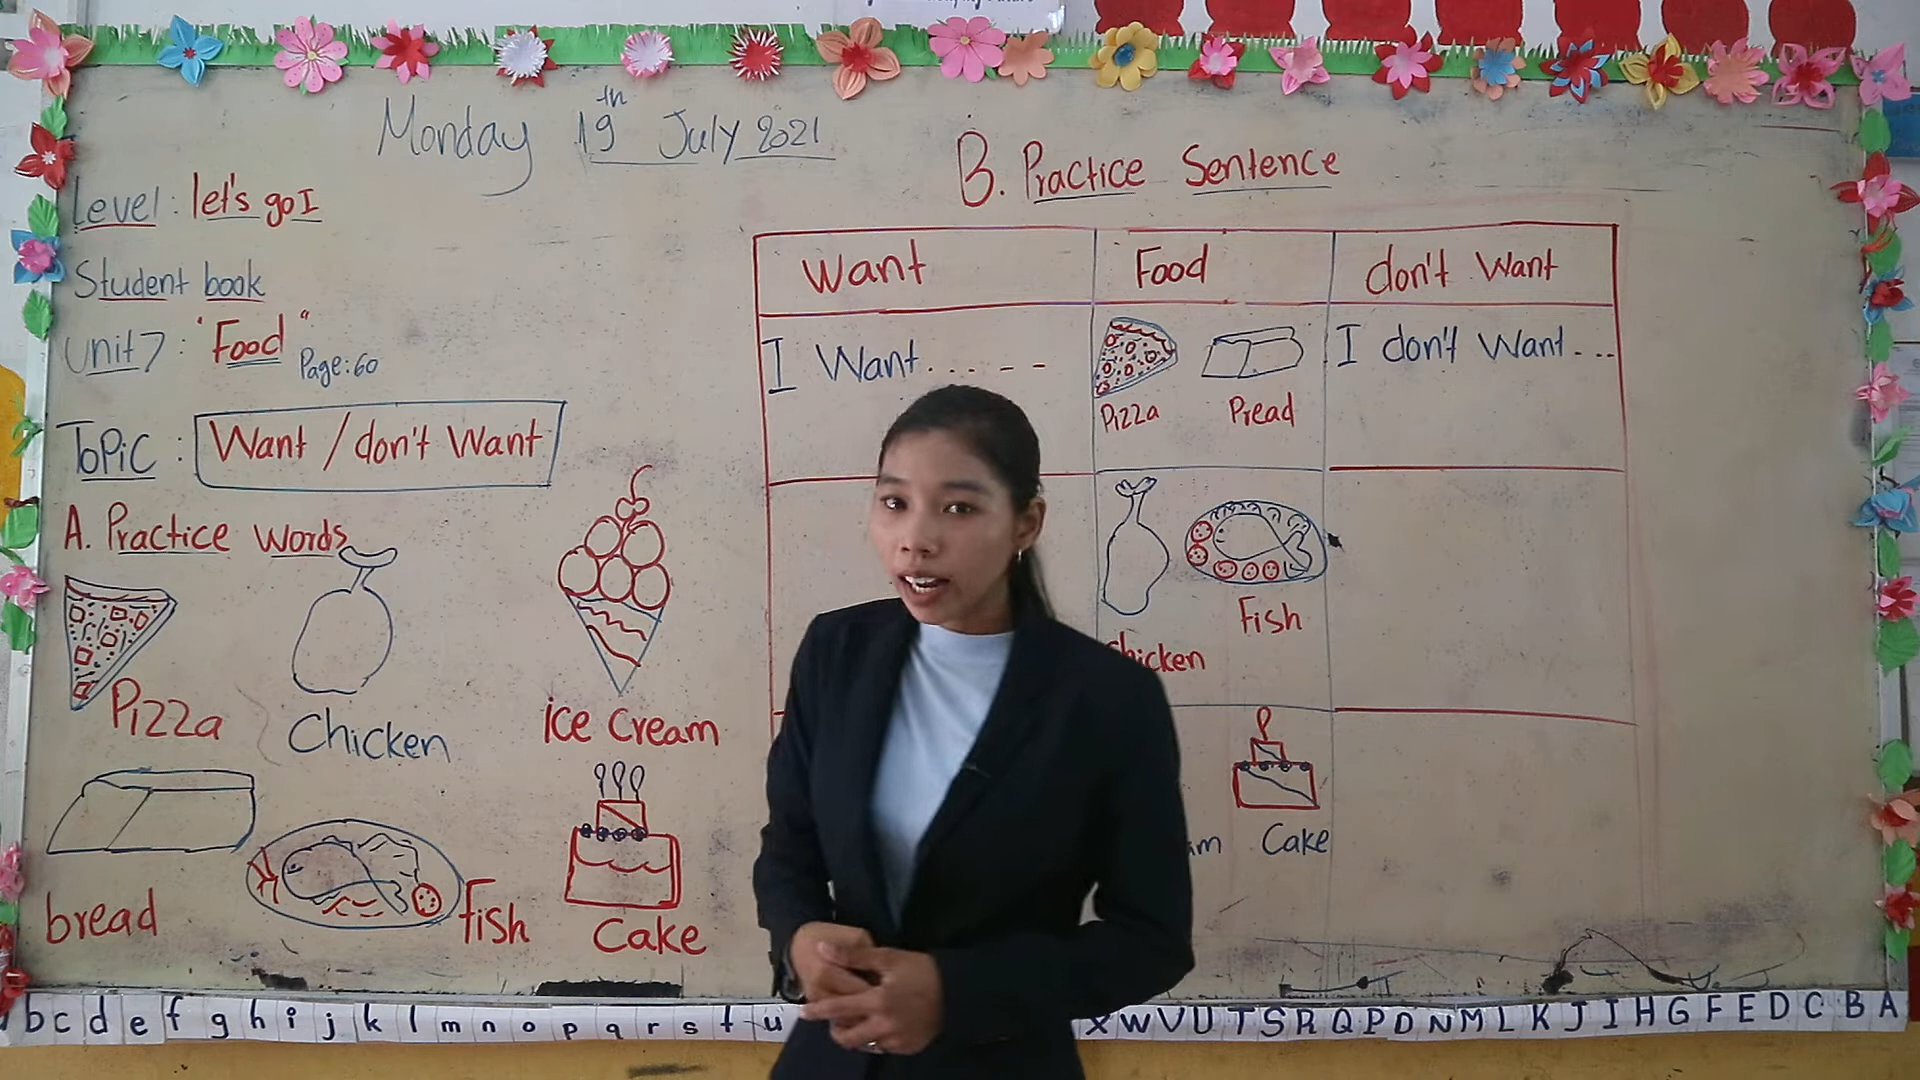 Monday 19th July 2021
Level: let's go I
Student book
Unit 7: "Food" Page: 60
Topic: Want / don't Want
A. Practice Words
Pizza
Chicken
ice cream
bread
fish
Cake
B. Practice Sentence
Want Food don't Want
I Want..... Pizza Pread I don't Want...
chicken Fish
am Cake
b c d e f g h i j k l m n o p q r s t u
X W V U T S R Q P O N M L K J I H G F E D C B A